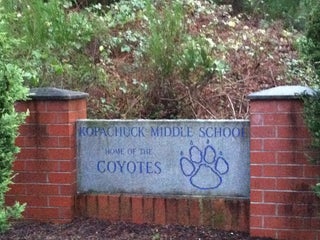 KOPACHUCK MIDDLE SCHOOL
HOME OF THE
COYOTES